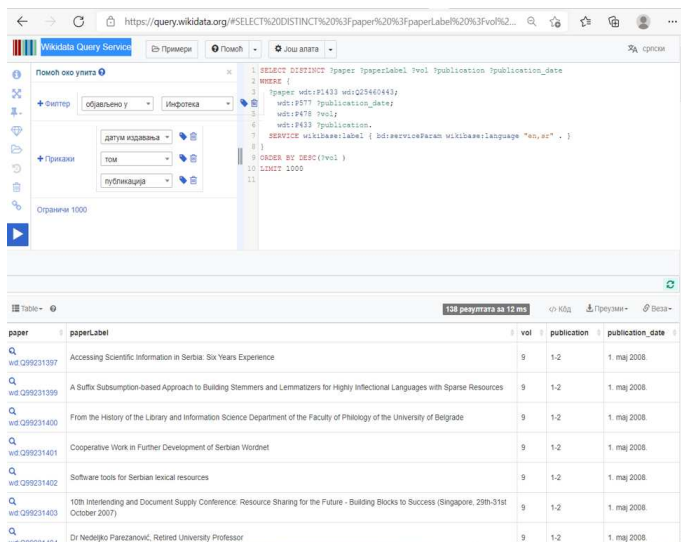 https://query.wikidata.org/#SELECT%20DISTINCT%20%3Fpaper%20%3FpaperLabel%20%3Fvol%2...
Wikidata Query Service
Примери
Помоћ
Још алата
српски
Помоћ око упита
Филтер
објављено у
Инфотека
Прикажи
датум издавања
том
публикација
Ограничи 1000
1 SELECT DISTINCT ?paper ?paperLabel ?vol ?publication ?publication_date
2 WHERE {
3 ?paper wdt:P1433 wd:Q25460443;
4 wdt:P577 ?publication_date;
5 wdt:P478 ?vol;
6 wdt:P433 ?publication.
7 SERVICE wikibase:label { bd:serviceParam wikibase:language "en,sr" . }
8 }
9 ORDER BY DESC(?vol )
10 LIMIT 1000
11
Table
138 резултата за 12 ms
Кôд
Преузми
Веза
paper paperLabel vol publication publication_date
wd:Q99231397 Accessing Scientific Information in Serbia: Six Years Experience 9 1-2 1. maj 2008.
wd:Q99231399 A Suffix Subsumption-based Approach to Building Stemmers and Lemmatizers for Highly Inflectional Languages with Sparse Resources 9 1-2 1. maj 2008.
wd:Q99231400 From the History of the Library and Information Science Department of the Faculty of Philology of the University of Belgrade 9 1-2 1. maj 2008.
wd:Q99231401 Cooperative Work in Further Development of Serbian Wordnet 9 1-2 1. maj 2008.
wd:Q99231402 Software tools for Serbian lexical resources 9 1-2 1. maj 2008.
wd:Q99231403 10th Interlending and Document Supply Conference: Resource Sharing for the Future - Building Blocks to Success (Singapore, 29th-31st
October 2007) 9 1-2 1. maj 2008.
Dr Nedeljko Parezanović, Retired University Professor 9 1-2 1. maj 2008.